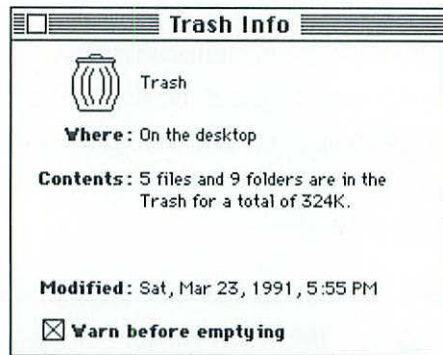 Trash Info
Trash
Where: On the desktop
Contents: 5 files and 9 folders are in the
Trash for a total of 324K.
Modified: Sat, Mar 23, 1991, 5:55 PM
Warn before emptying